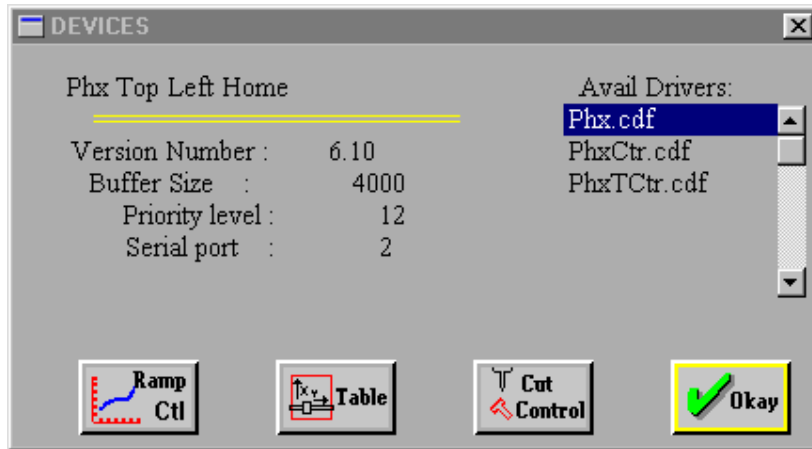 DEVICES
Phx Top Left Home
Avail Drivers:
Phx.cdf
PhxCtr.cdf
PhxTCtr.cdf
Version Number : 6.10
Buffer Size : 4000
Priority level : 12
Serial port : 2
Ramp
Ctl
X Y
Table
Cut
Control
Okay